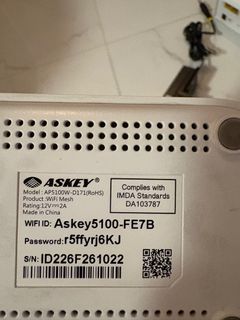 ASKEY
Model : AP5100W-D171(RoHS)
Product :WiFi Mesh
Rating:12V⎓2A
Made in China
Complies with
IMDA Standards
DA103787
WiFi ID: Askey5100-FE7B
Password: r5ffyrj6KJ
S/N: ID226F261022